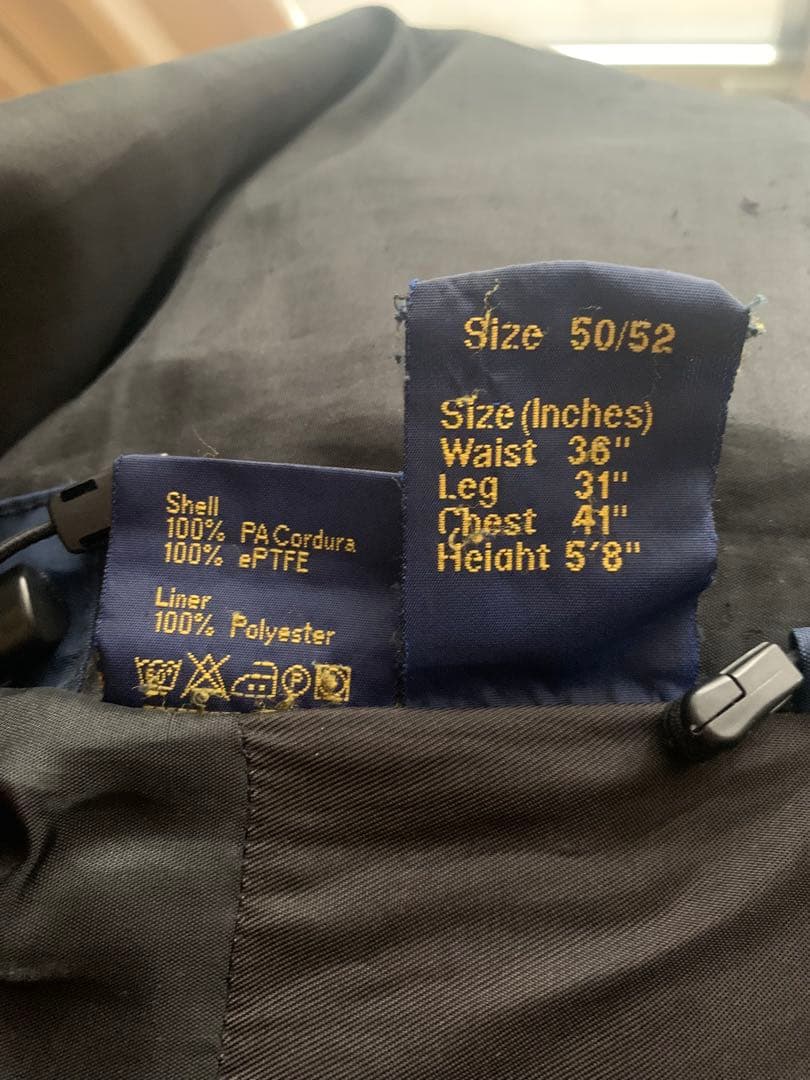 Size 50/52
Size (Inches)
Waist 36"
Leg 31"
Chest 41"
Height 5'8"
Shell
100% PA Cordura
100% ePTFE
Liner
100% Polyester